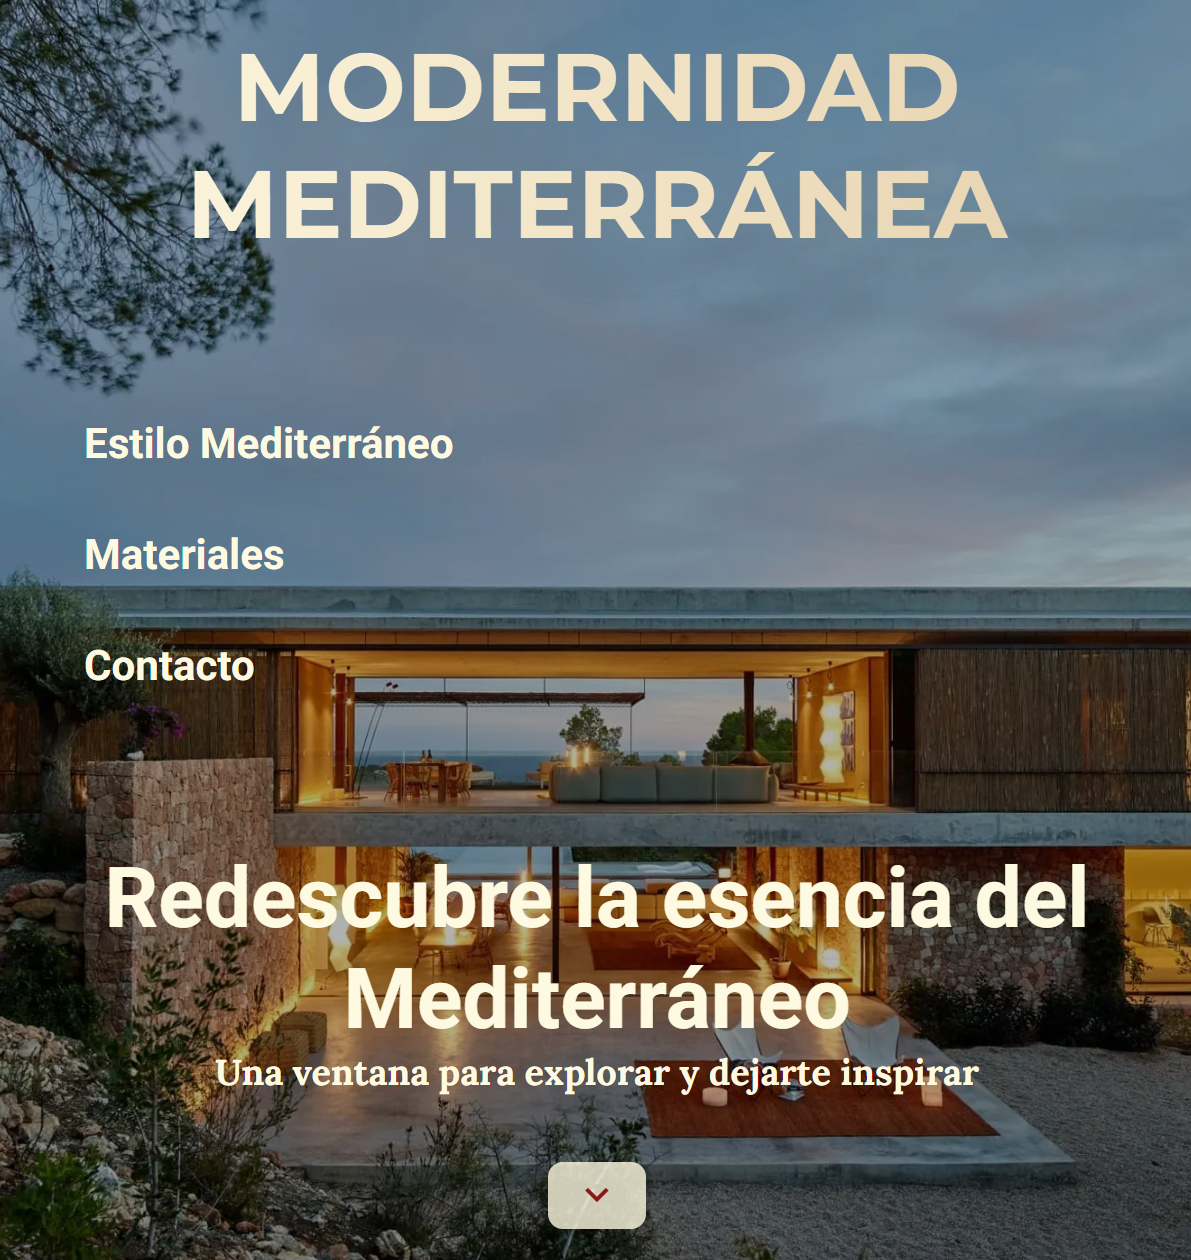 MODERNIDAD
MEDITERRÁNEA
Estilo Mediterráneo
Materiales
Contacto
Redescubre la esencia del
Mediterráneo
Una ventana para explorar y dejarte inspirar